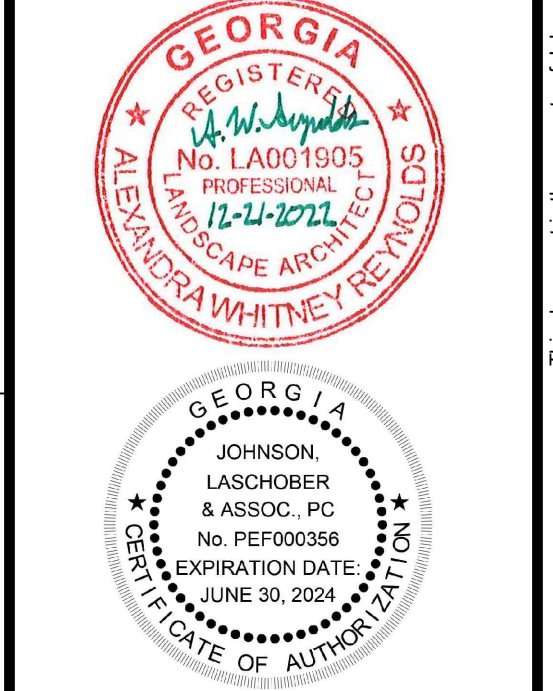 GEORGIA
REGISTERED
A. W. Reynolds
No. LA001905
PROFESSIONAL
12-21-2022
LANDSCAPE ARCHITECT
ALEXANDRA WHITNEY REYNOLDS
GEORGIA
JOHNSON,
LASCHOBER
& ASSOC., PC
No. PEF000356
EXPIRATION DATE:
JUNE 30, 2024
CERTIFICATE OF AUTHORIZATION